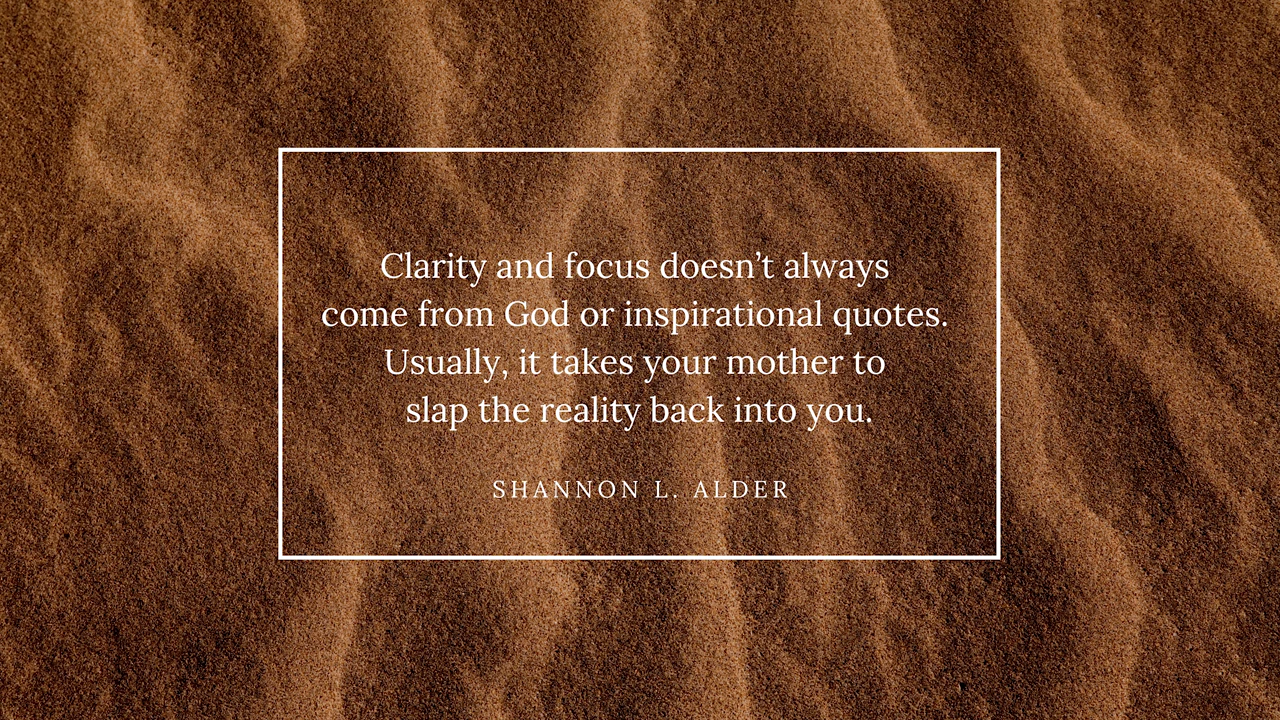 Clarity and focus doesn’t always
come from God or inspirational quotes.
Usually, it takes your mother to
slap the reality back into you.
SHANNON L. ALDER